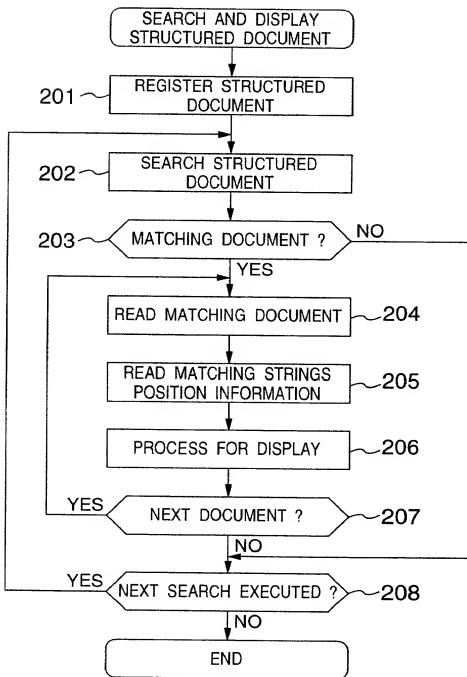 SEARCH AND DISPLAY
STRUCTURED DOCUMENT
201
REGISTER STRUCTURED
DOCUMENT
202
SEARCH STRUCTURED
DOCUMENT
203
MATCHING DOCUMENT ?
NO
YES
READ MATCHING DOCUMENT
204
READ MATCHING STRINGS
POSITION INFORMATION
205
PROCESS FOR DISPLAY
206
YES
NEXT DOCUMENT ?
207
NO
YES
NEXT SEARCH EXECUTED ?
208
NO
END